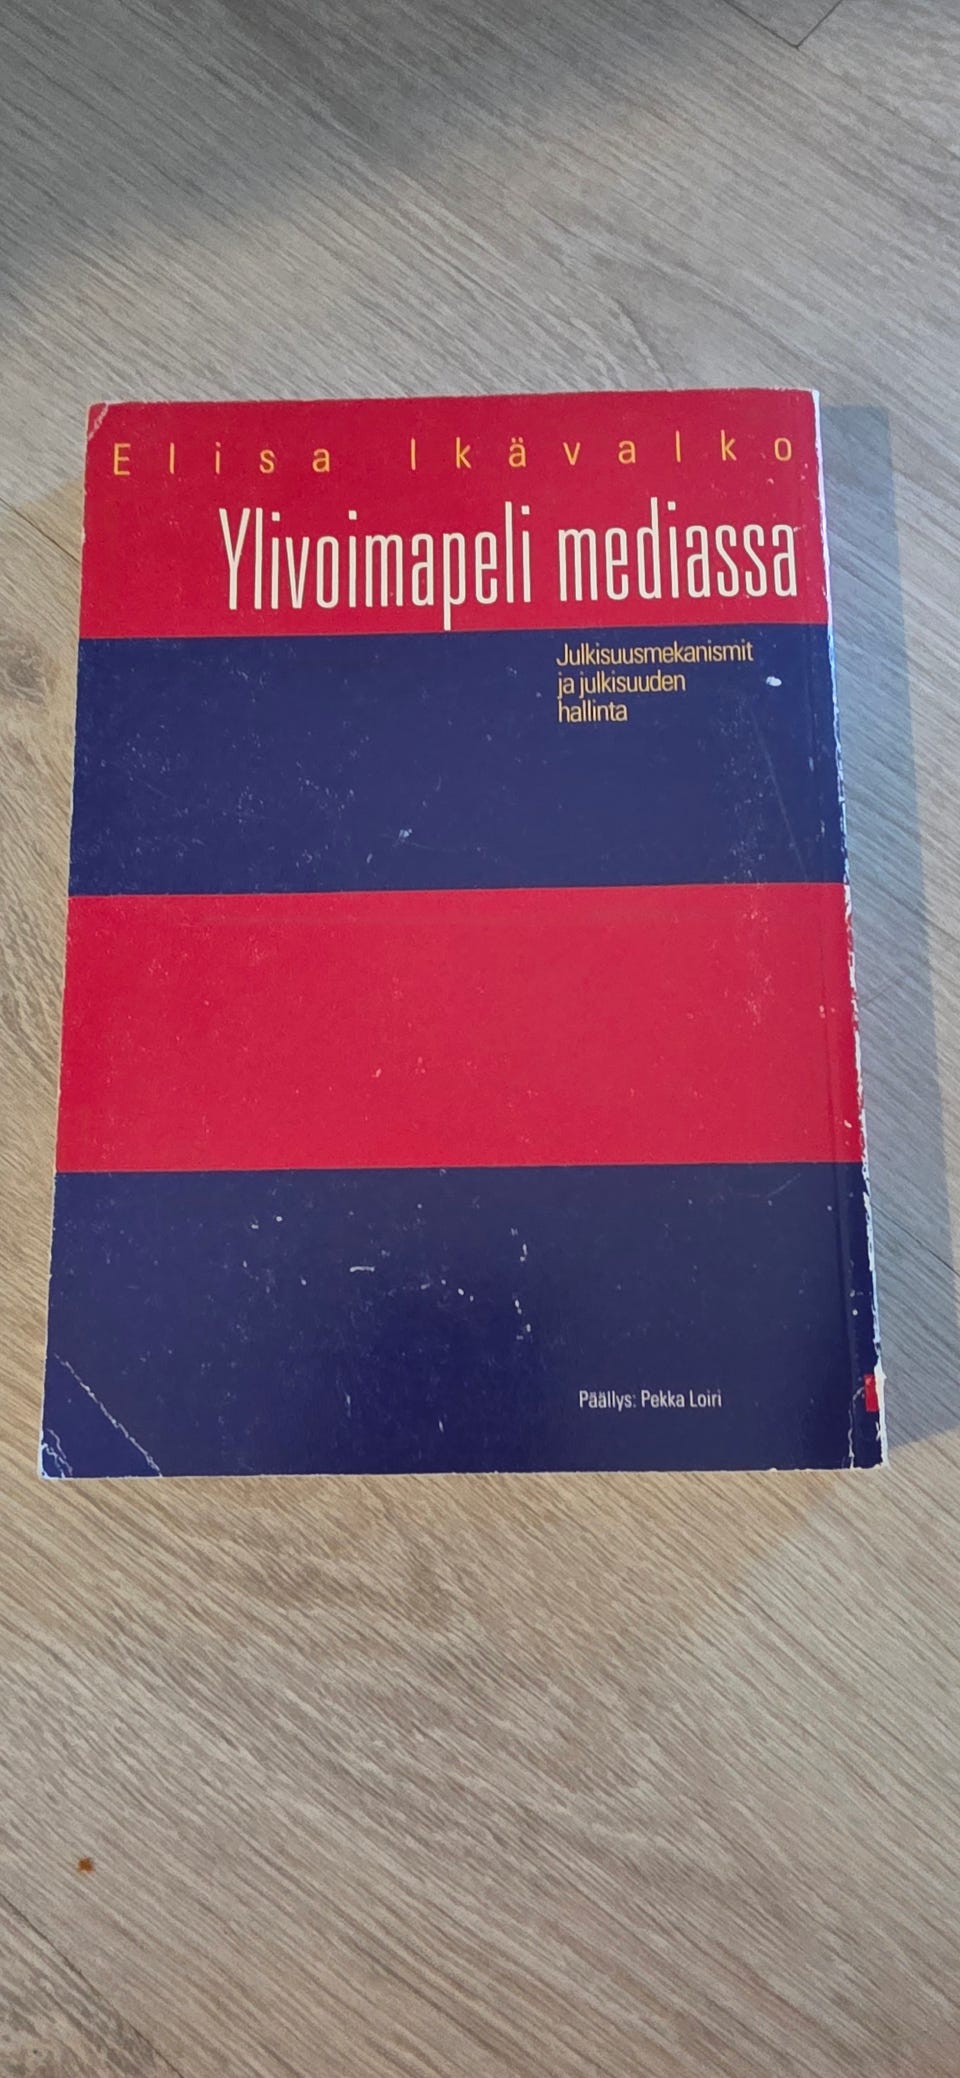 Elisa Ikävalko
Ylivoimapeli mediassa
Julkisuusmekanismit
ja julkisuuden
hallinta
Päällys: Pekka Loiri